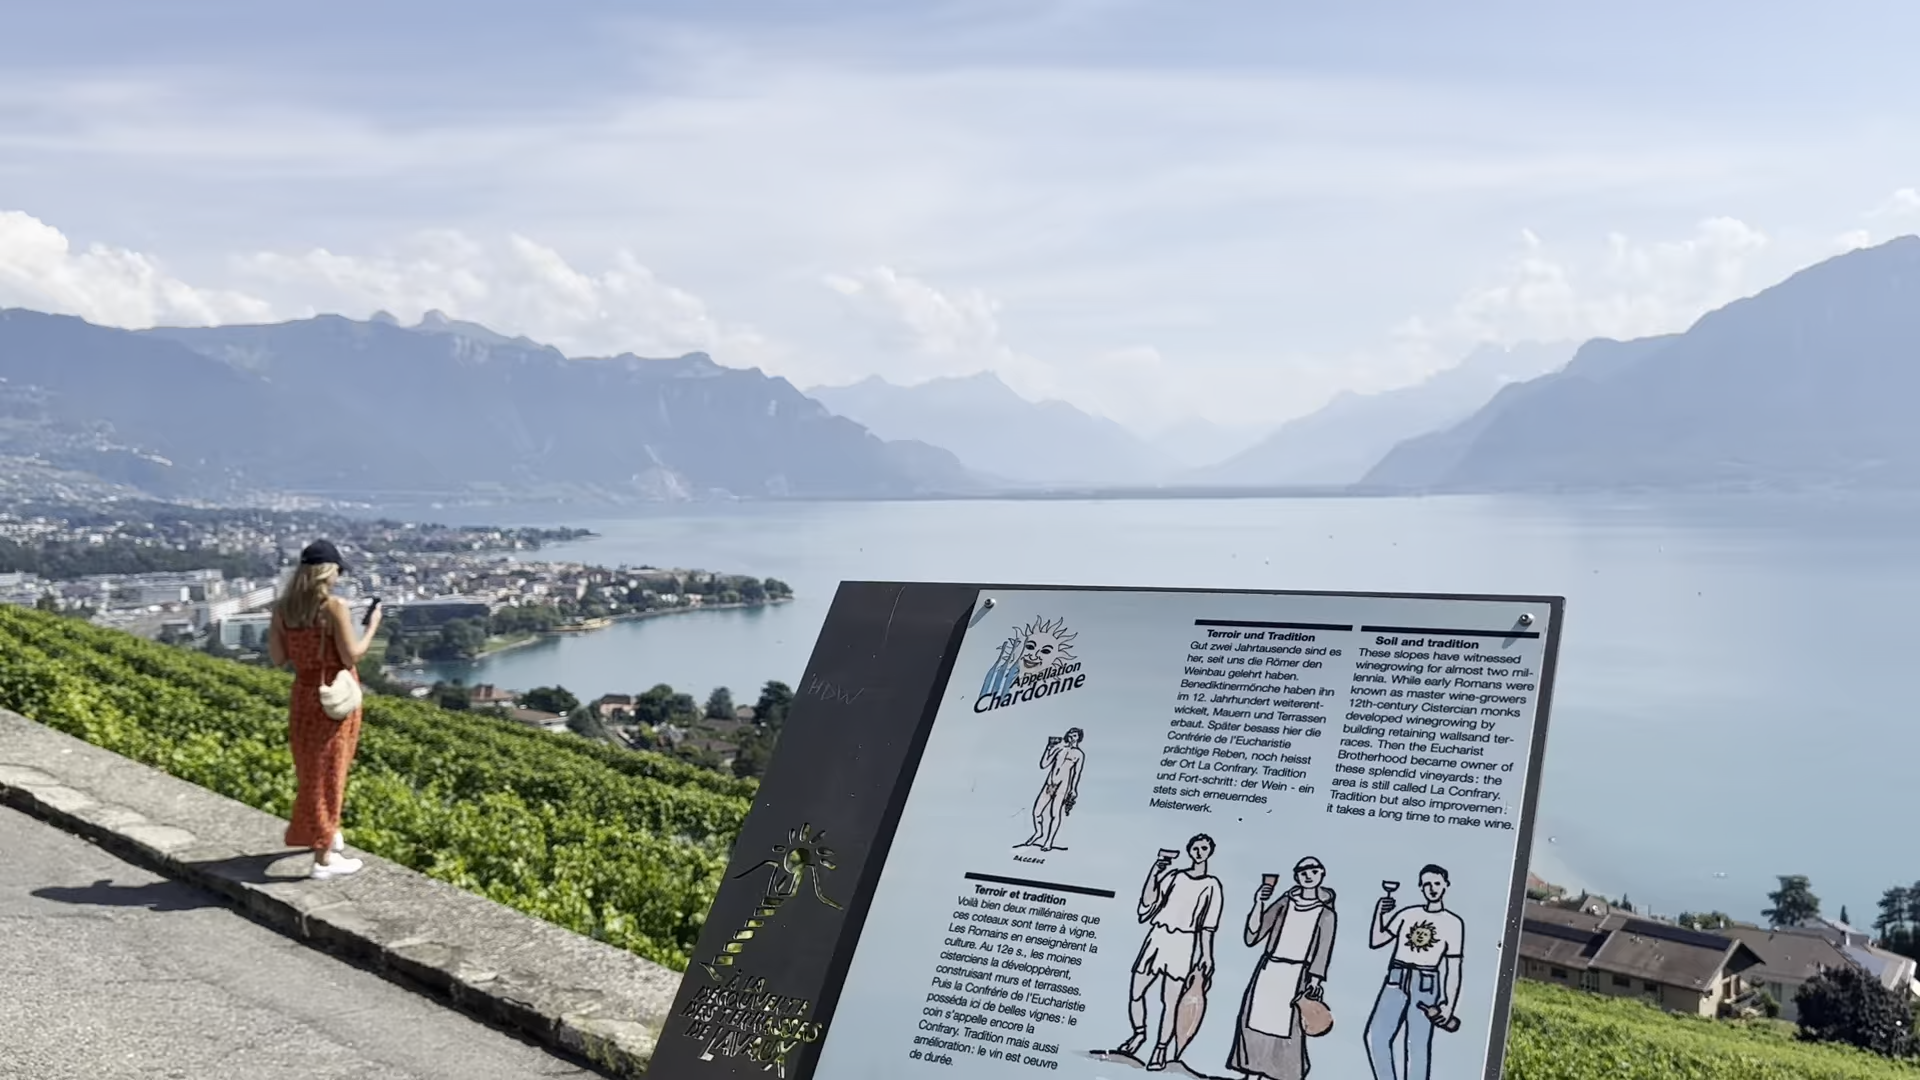 Appellation
Chardonne
BACCHUS
Terroir et tradition
Voilà bien deux millénaires que
ces coteaux sont terre à vigne.
Les Romains en enseignèrent la
culture. Au 12e s., les moines
cisterciens la développèrent,
construisant murs et terrasses.
Puis la Confrérie de l'Eucharistie
posséda ici de belles vignes: le
coin s'appelle encore la
Confrary. Tradition mais aussi
amélioration: le vin est oeuvre
de durée.
Terroir und Tradition
Gut zwei Jahrtausende sind es
her, seit uns die Römer den
Weinbau gelehrt haben.
Benediktinermönche haben ihn
im 12. Jahrhundert weiterent-
wickelt, Mauern und Terrassen
erbaut. Später besass hier die
Confrérie de l'Eucharistie
prächtige Reben, noch heisst
der Ort La Confrary. Tradition
und Fort-schritt: der Wein - ein
stets sich erneuerndes
Meisterwerk.
Soil and tradition
These slopes have witnessed
winegrowing for almost two mil-
lennia. While early Romans were
known as master wine-growers
12th-century Cistercian monks
developed winegrowing by
building retaining wallsand ter-
races. Then the Eucharist
Brotherhood became owner of
these splendid vineyards: the
area is still called La Confrary.
Tradition but also improvemen:
it takes a long time to make wine.
HDW
À LA
DÉCOUVERTE
DES TERRASSES
DE LAVAUX